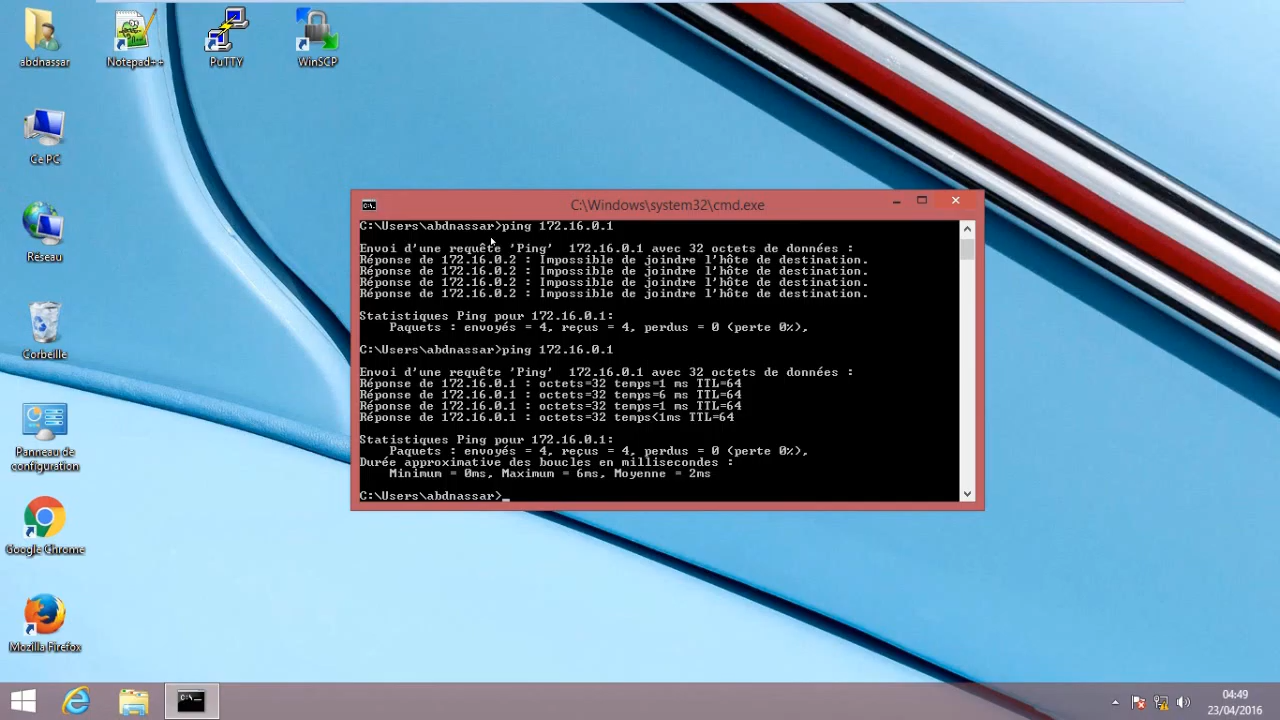 abdnassar
Notepad++
PuTTY
WinSCP
Ce PC
Réseau
Corbeille
Panneau de
configuration
Google Chrome
Mozilla Firefox
C:\Windows\system32\cmd.exe
C:\Users\abdnassar>ping 172.16.0.1
Envoi d'une requête 'Ping'  172.16.0.1 avec 32 octets de données :
Réponse de 172.16.0.2 : Impossible de joindre l'hôte de destination.
Réponse de 172.16.0.2 : Impossible de joindre l'hôte de destination.
Réponse de 172.16.0.2 : Impossible de joindre l'hôte de destination.
Réponse de 172.16.0.2 : Impossible de joindre l'hôte de destination.
Statistiques Ping pour 172.16.0.1:
Paquets : envoyés = 4, reçus = 4, perdus = 0 (perte 0%),
C:\Users\abdnassar>ping 172.16.0.1
Envoi d'une requête 'Ping'  172.16.0.1 avec 32 octets de données :
Réponse de 172.16.0.1 : octets=32 temps=1 ms TTL=64
Réponse de 172.16.0.1 : octets=32 temps=6 ms TTL=64
Réponse de 172.16.0.1 : octets=32 temps=1 ms TTL=64
Réponse de 172.16.0.1 : octets=32 temps<1ms TTL=64
Statistiques Ping pour 172.16.0.1:
Paquets : envoyés = 4, reçus = 4, perdus = 0 (perte 0%),
Durée approximative des boucles en millisecondes :
Minimum = 0ms, Maximum = 6ms, Moyenne = 2ms
C:\Users\abdnassar>_
04:49
23/04/2016